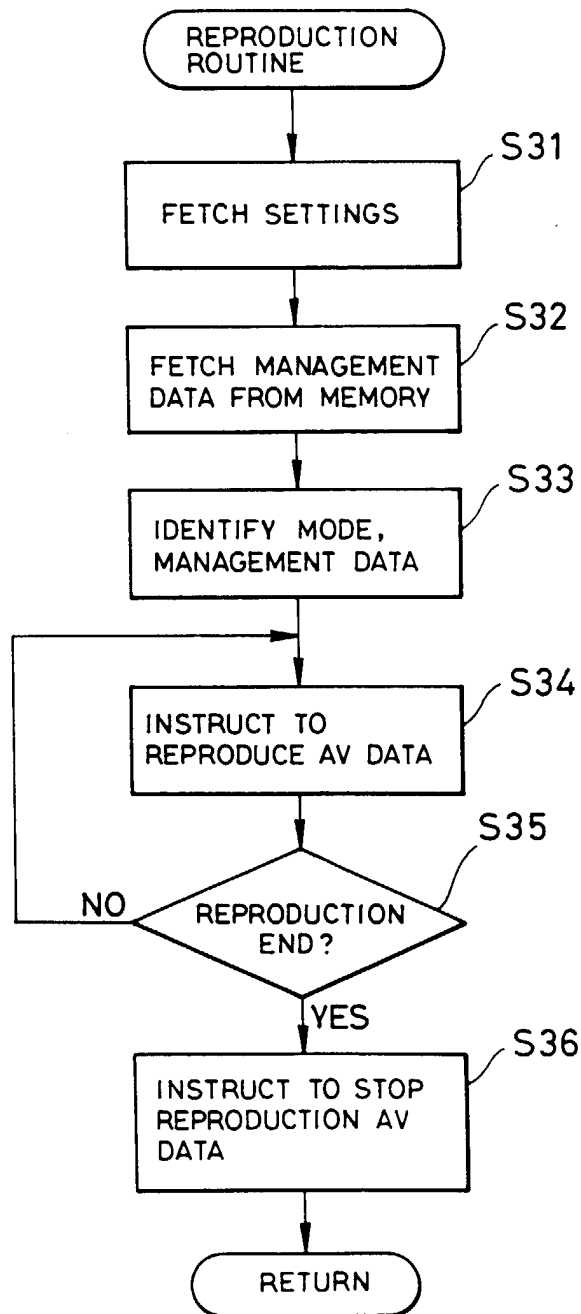 REPRODUCTION
ROUTINE
S31
FETCH SETTINGS
S32
FETCH MANAGEMENT
DATA FROM MEMORY
S33
IDENTIFY MODE,
MANAGEMENT DATA
S34
INSTRUCT TO
REPRODUCE AV DATA
S35
REPRODUCTION
END?
NO
YES
S36
INSTRUCT TO STOP
REPRODUCTION AV
DATA
RETURN